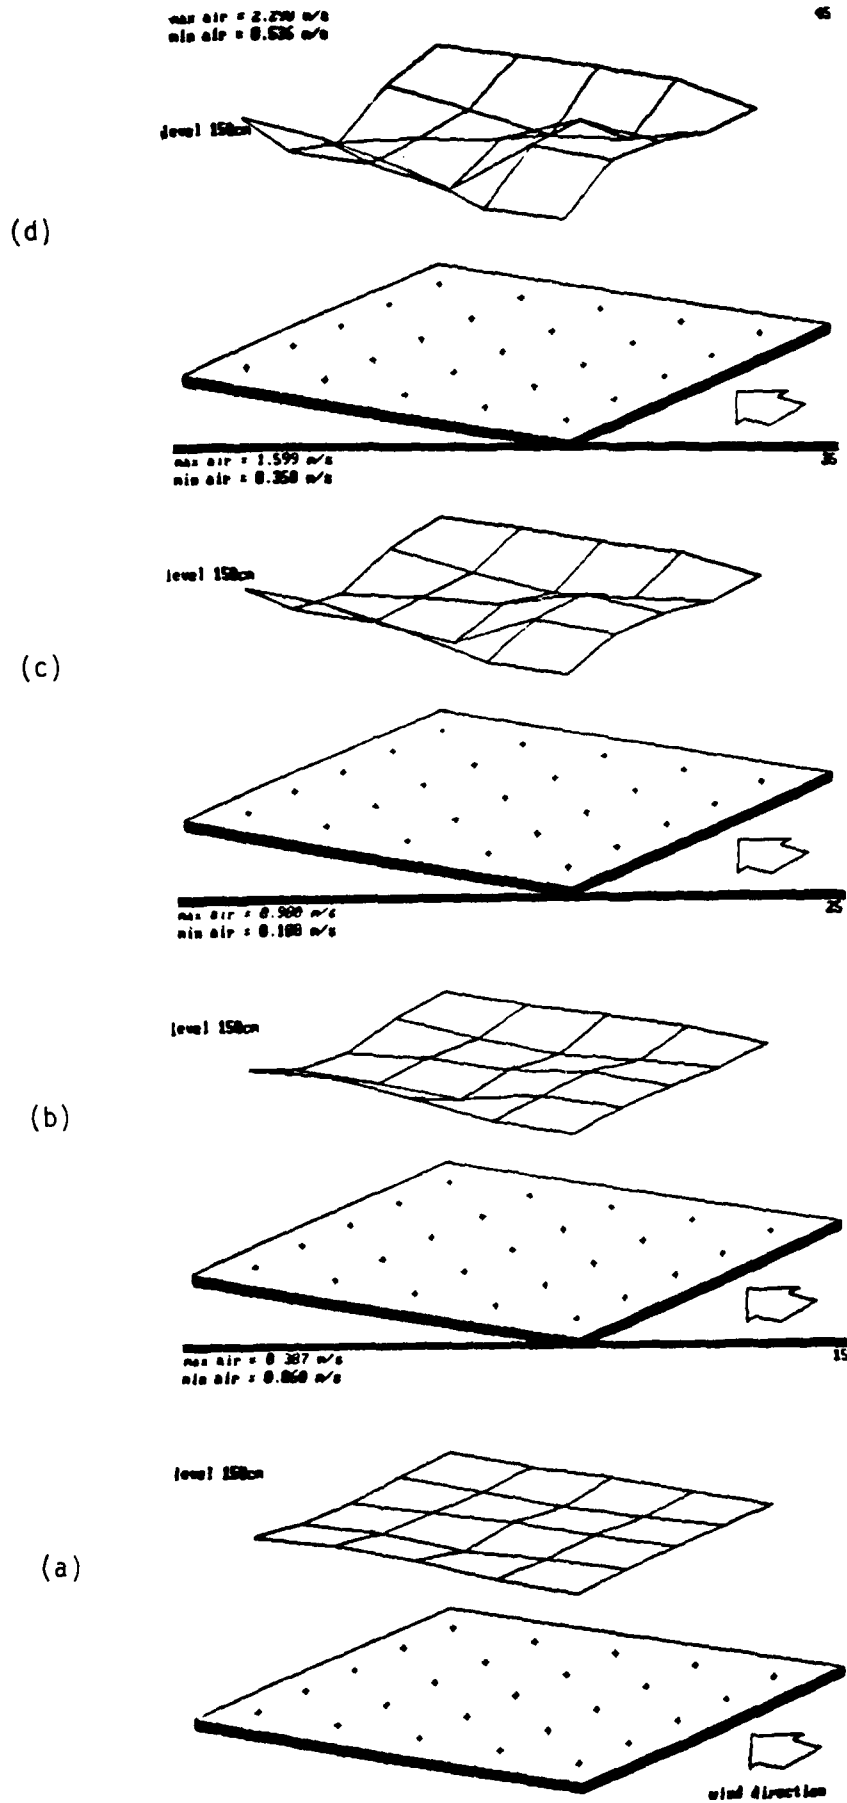 max air = 2.290 m/s
min air = 0.636 m/s
45
level 150cm
(d)
max air = 1.599 m/s
min air = 0.350 m/s
35
level 150cm
(c)
max air = 0.980 m/s
min air = 0.180 m/s
25
level 150cm
(b)
max air = 0 387 m/s
min air = 0.060 m/s
15
level 150cm
(a)
wind direction